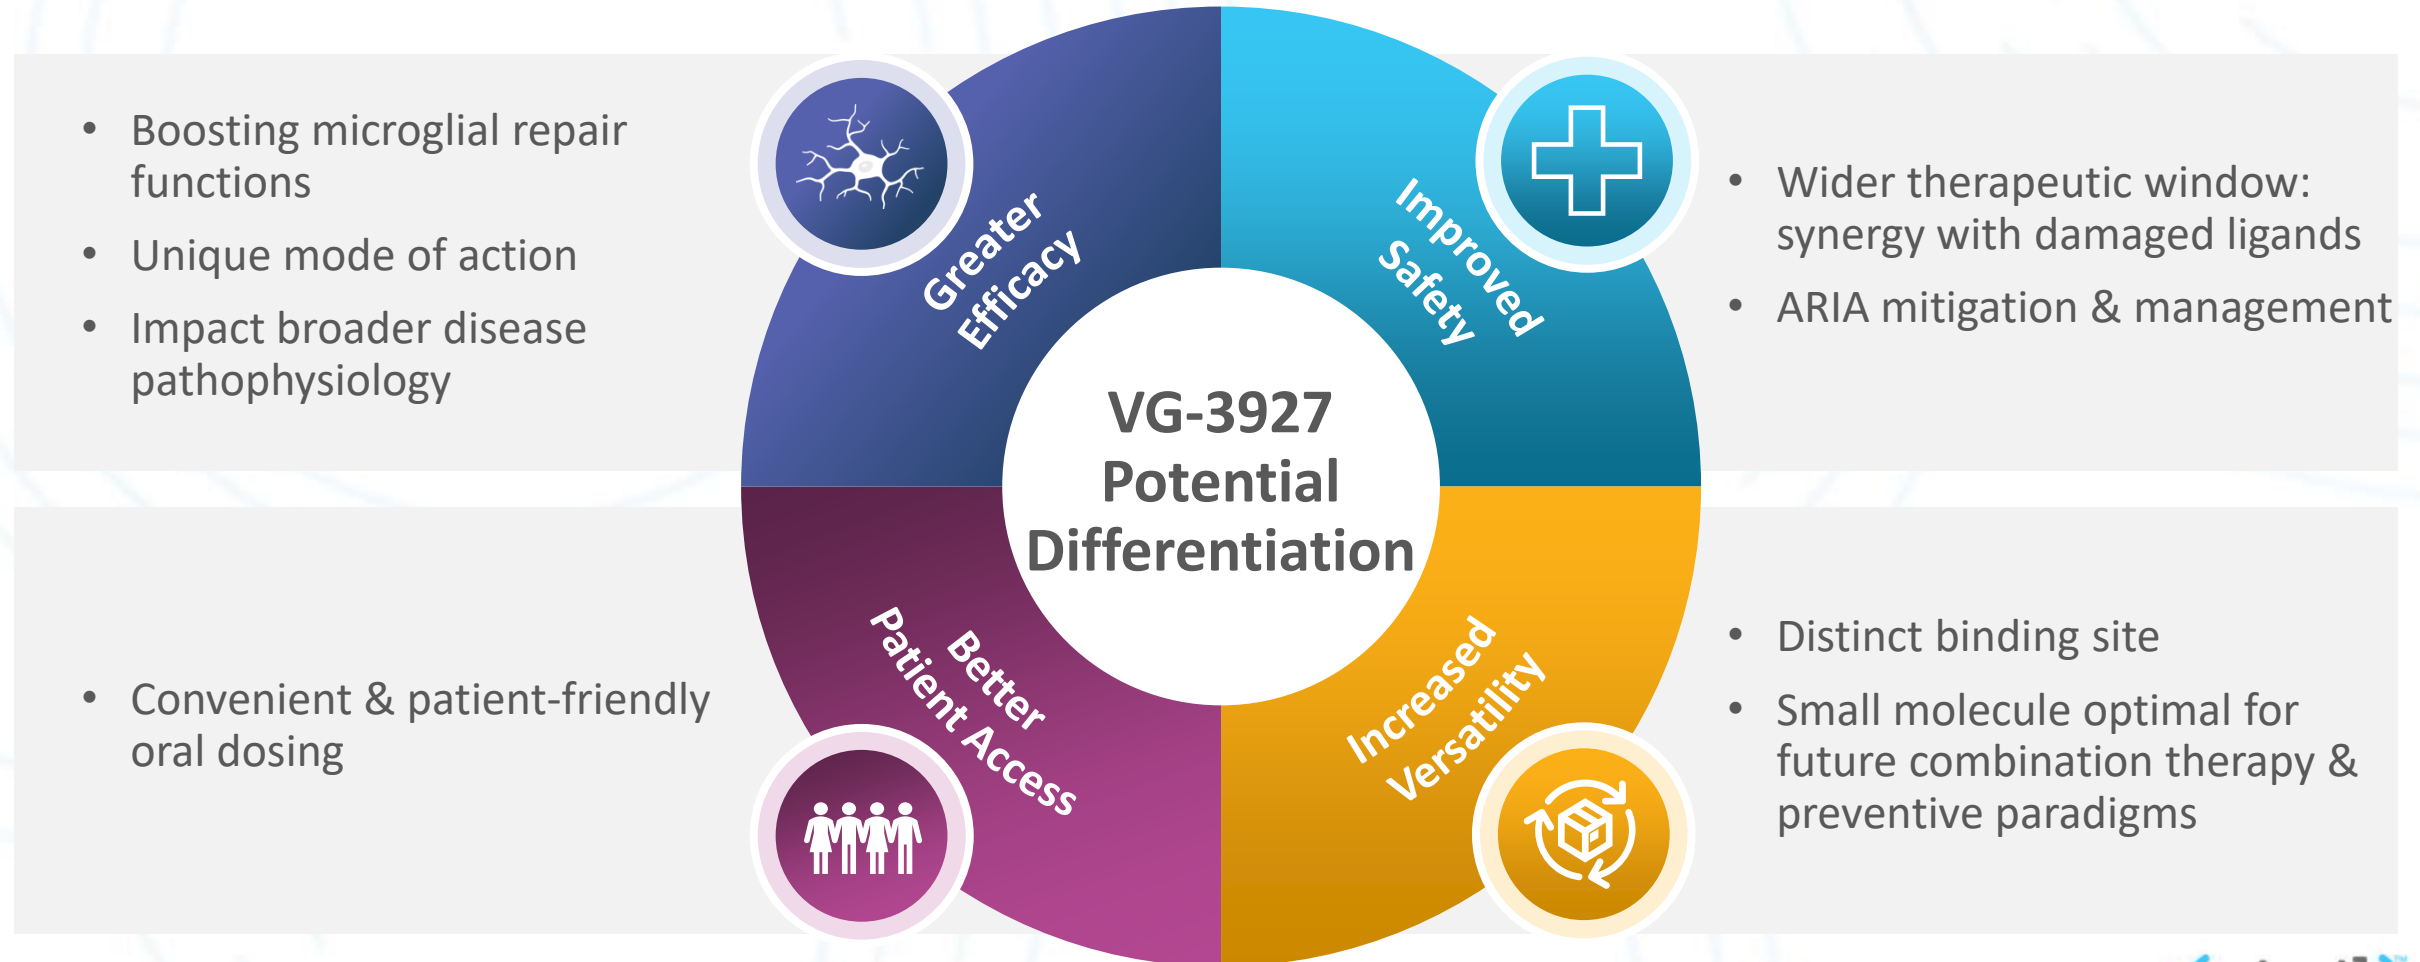 • Boosting microglial repair
functions
• Unique mode of action
• Impact broader disease
pathophysiology
Greater
Efficacy
Improved
Safety
• Wider therapeutic window:
synergy with damaged ligands
• ARIA mitigation & management
VG-3927
Potential
Differentiation
• Convenient & patient-friendly
oral dosing
Better
Patient Access
Increased
Versatility
• Distinct binding site
• Small molecule optimal for
future combination therapy &
preventive paradigms